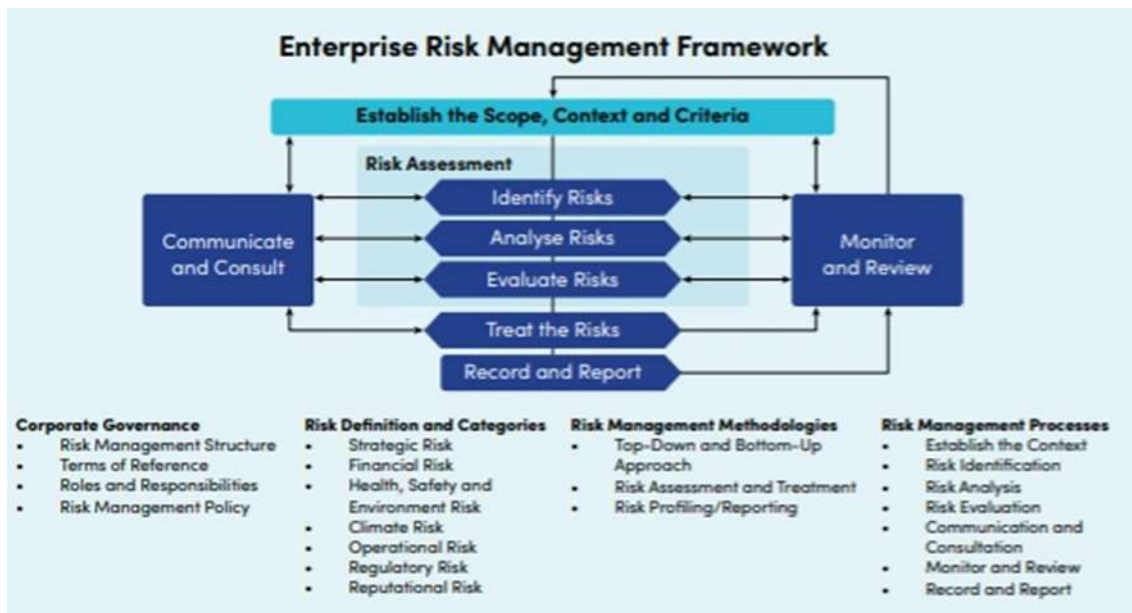 Enterprise Risk Management Framework
Establish the Scope, Context and Criteria
Risk Assessment
Identify Risks
Analyse Risks
Evaluate Risks
Communicate
and Consult
Monitor
and Review
Treat the Risks
Record and Report
Corporate Governance
• Risk Management Structure
• Terms of Reference
• Roles and Responsibilities
• Risk Management Policy
Risk Definition and Categories
• Strategic Risk
• Financial Risk
• Health, Safety and
Environment Risk
• Climate Risk
• Operational Risk
• Regulatory Risk
• Reputational Risk
Risk Management Methodologies
• Top-Down and Bottom-Up
Approach
• Risk Assessment and Treatment
• Risk Profiling/Reporting
Risk Management Processes
• Establish the Context
• Risk Identification
• Risk Analysis
• Risk Evaluation
• Communication and
Consultation
• Monitor and Review
• Record and Report